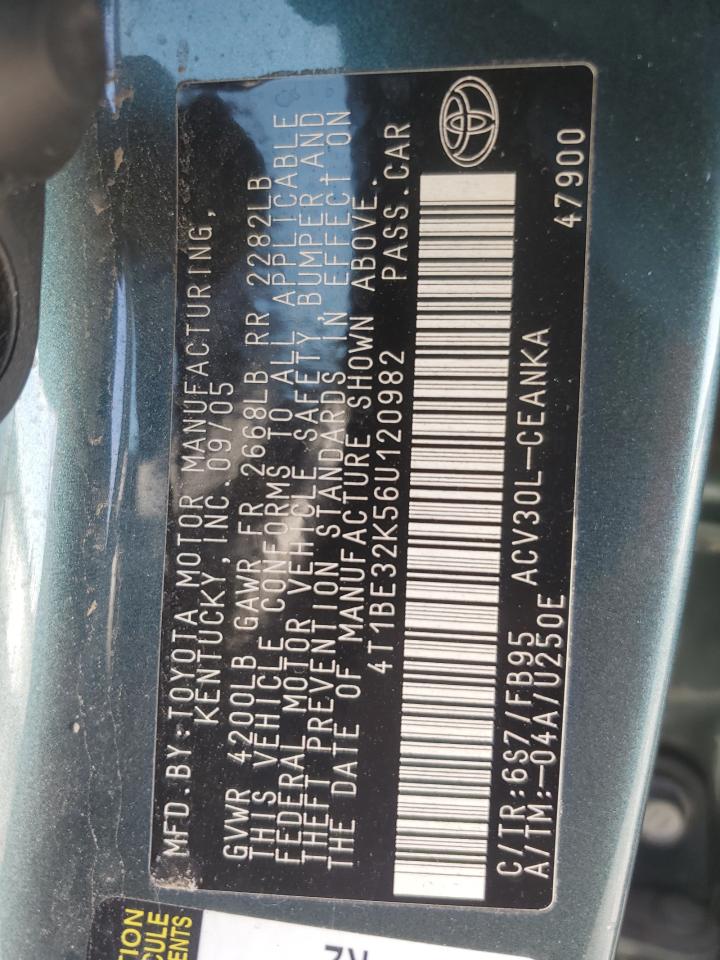 MFD.BY:TOYOTA MOTOR MANUFACTURING,
KENTUCKY, INC.09/05
GVWR 4200LB GAWR FR 2668LB RR 2282LB
THIS VEHICLE CONFORMS TO ALL APPLICABLE
FEDERAL MOTOR VEHICLE SAFETY, BUMPER AND
THEFT PREVENTION STANDARDS IN EFFECT ON
THE DATE OF MANUFACTURE SHOWN ABOVE.
4T1BE32K56U120982 PASS.CAR
C/TR:6S7/FB95 ACV30L-CEANKA 47900
A/TM:-04A/U250E